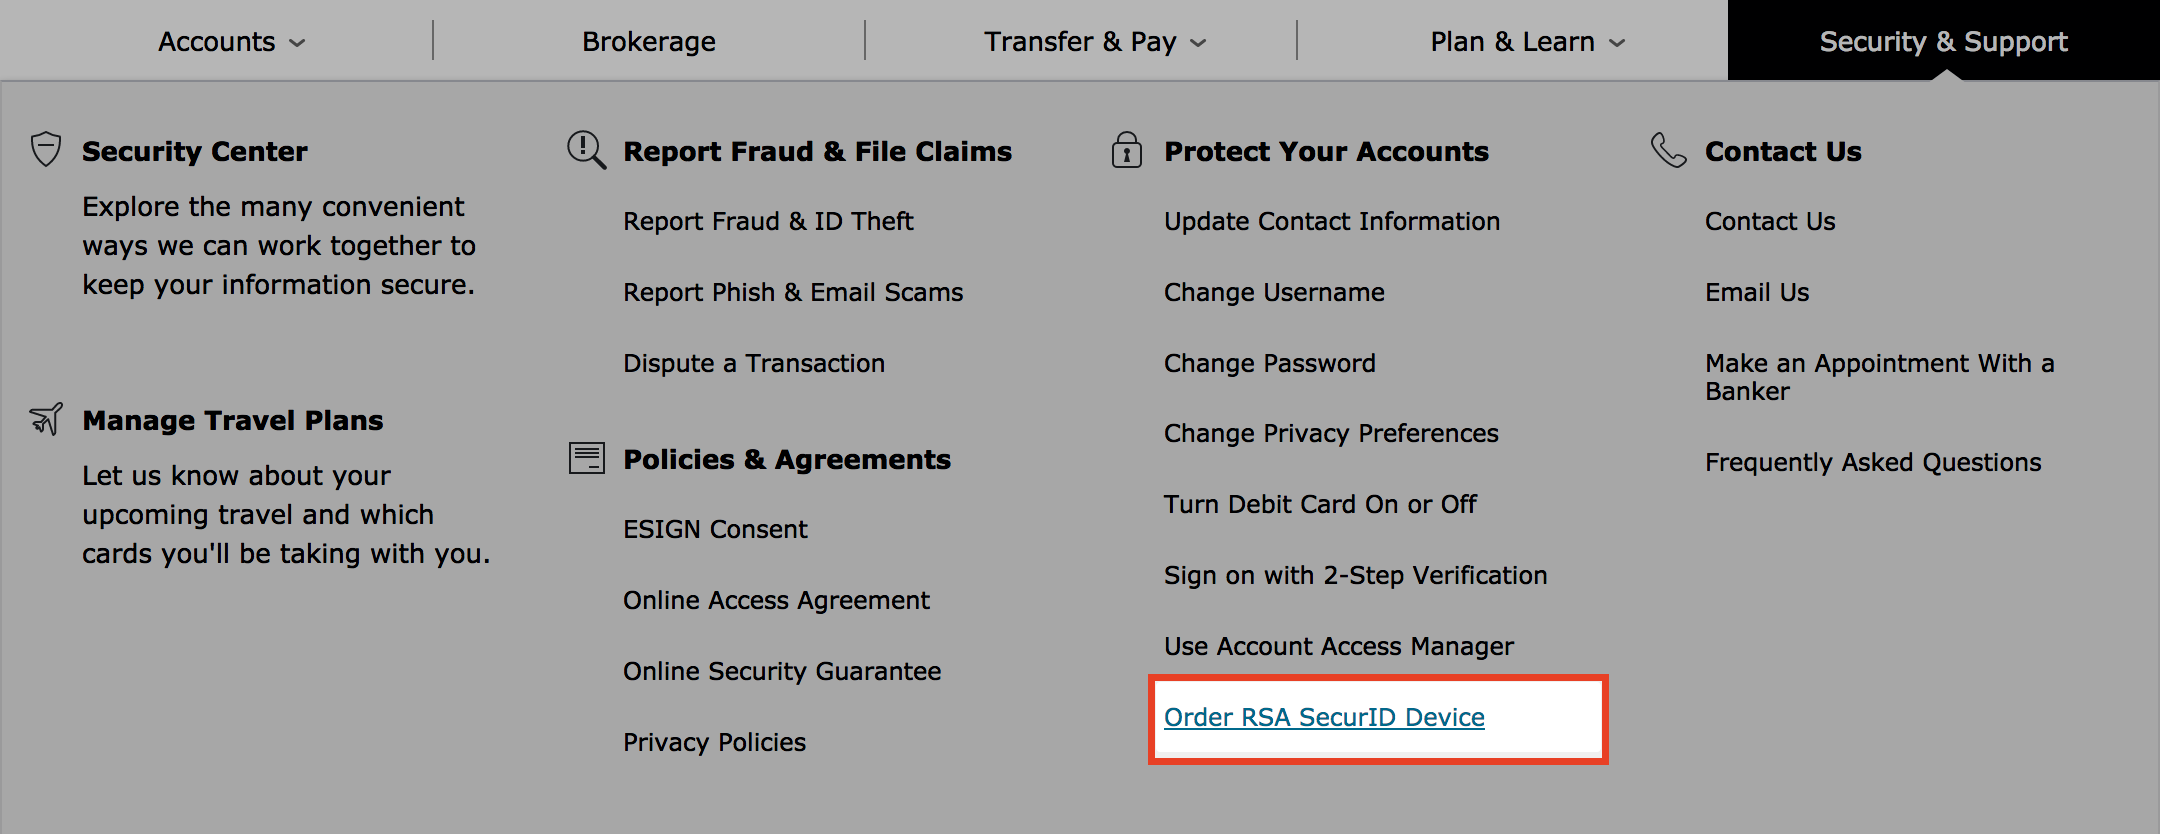 Accounts
Brokerage
Transfer & Pay
Plan & Learn
Security & Support
Security Center
Explore the many convenient
ways we can work together to
keep your information secure.
Manage Travel Plans
Let us know about your
upcoming travel and which
cards you'll be taking with you.
Report Fraud & File Claims
Report Fraud & ID Theft
Report Phish & Email Scams
Dispute a Transaction
Policies & Agreements
ESIGN Consent
Online Access Agreement
Online Security Guarantee
Privacy Policies
Protect Your Accounts
Update Contact Information
Change Username
Change Password
Change Privacy Preferences
Turn Debit Card On or Off
Sign on with 2-Step Verification
Use Account Access Manager
Order RSA SecurID Device
Contact Us
Contact Us
Email Us
Make an Appointment With a
Banker
Frequently Asked Questions